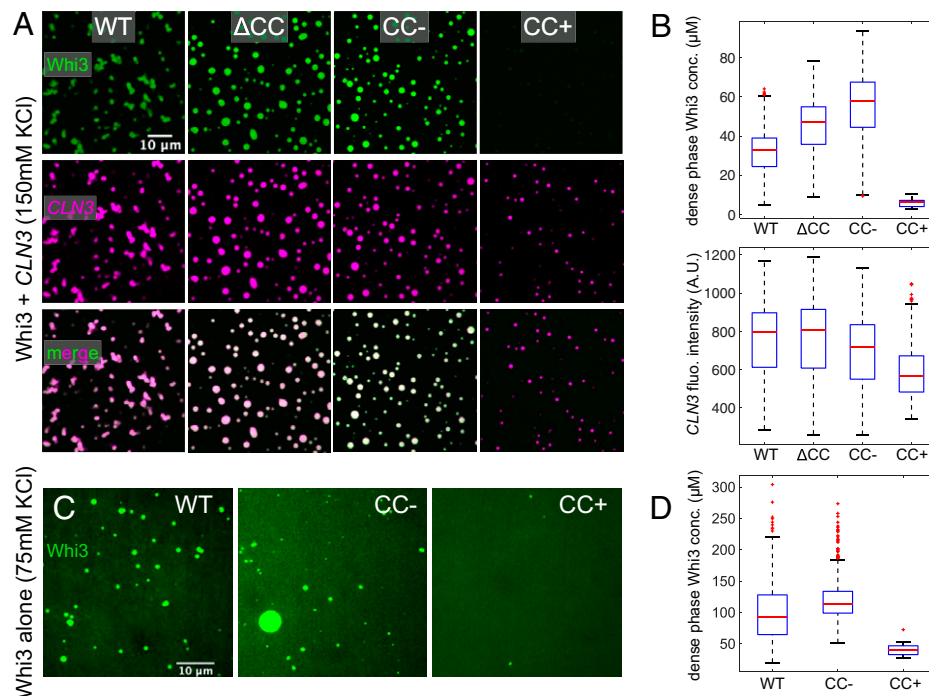 A
WT
ΔCC
CC-
CC+
Whi3 + CLN3 (150mM KCl)
Whi3
10 μm
CLN3
merge
B
dense phase Whi3 conc. (μM)
80
60
40
20
0
WT
ΔCC
CC-
CC+
CLN3 fluo. intensity (A.U.)
1200
1000
800
600
400
WT
ΔCC
CC-
CC+
Whi3 alone (75mM KCl)
C
WT
CC-
CC+
Whi3
10 μm
D
dense phase Whi3 conc. (μM)
300
250
200
150
100
50
WT
CC-
CC+